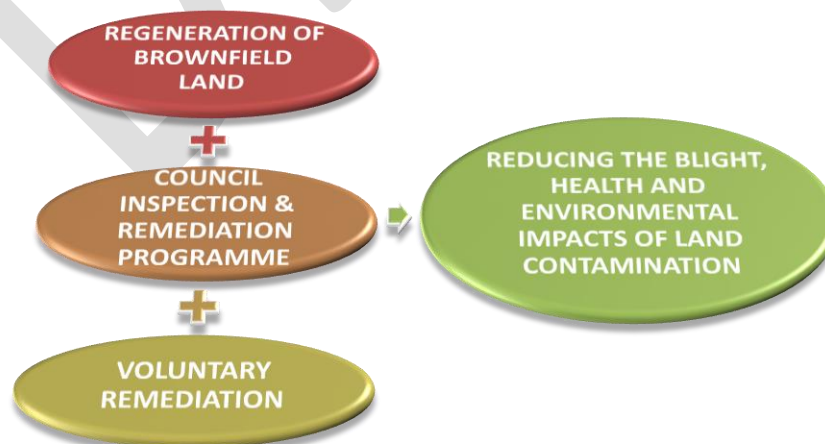 REGENERATION OF
BROWNFIELD
LAND
COUNCIL
INSPECTION &
REMEDIATION
PROGRAMME
VOLUNTARY
REMEDIATION
REDUCING THE BLIGHT,
HEALTH AND
ENVIRONMENTAL
IMPACTS OF LAND
CONTAMINATION